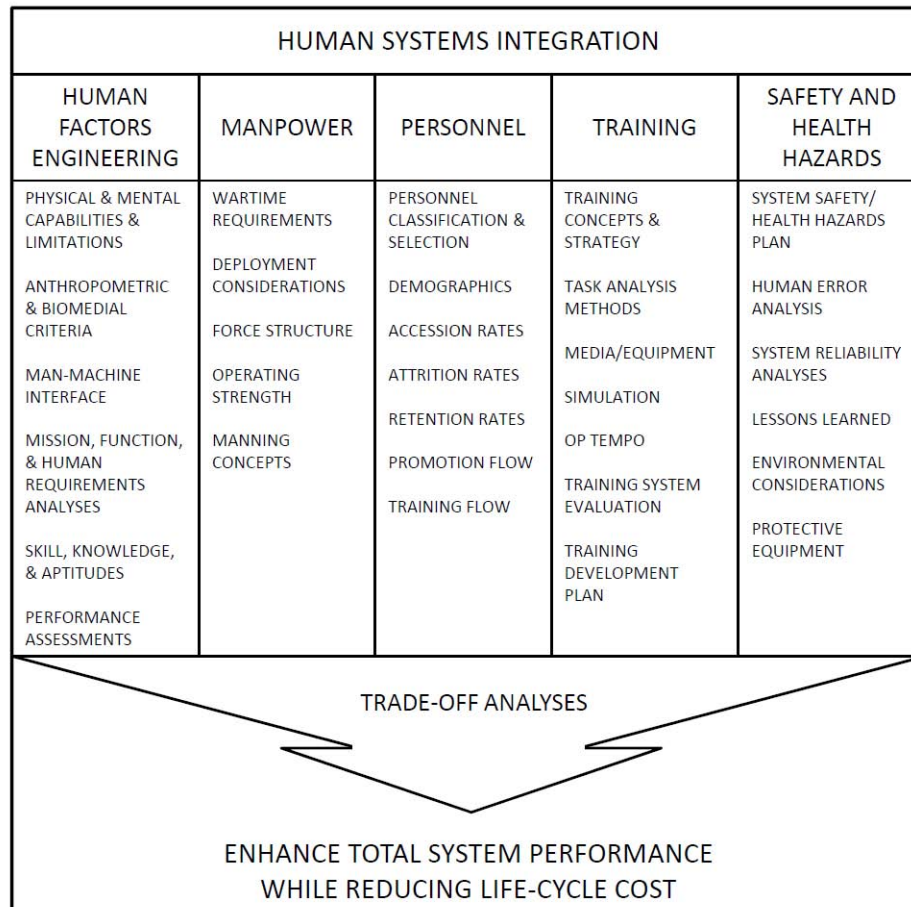 HUMAN SYSTEMS INTEGRATION
HUMAN
FACTORS
ENGINEERING
MANPOWER
PERSONNEL
TRAINING
SAFETY AND
HEALTH
HAZARDS
PHYSICAL & MENTAL
CAPABILITIES &
LIMITATIONS
ANTHROPOMETRIC
& BIOMEDIAL
CRITERIA
MAN-MACHINE
INTERFACE
MISSION, FUNCTION,
& HUMAN
REQUIREMENTS
ANALYSES
SKILL, KNOWLEDGE,
& APTITUDES
PERFORMANCE
ASSESSMENTS
WARTIME
REQUIREMENTS
DEPLOYMENT
CONSIDERATIONS
FORCE STRUCTURE
OPERATING
STRENGTH
MANNING
CONCEPTS
PERSONNEL
CLASSIFICATION &
SELECTION
DEMOGRAPHICS
ACCESSION RATES
ATTRITION RATES
RETENTION RATES
PROMOTION FLOW
TRAINING FLOW
TRAINING
CONCEPTS &
STRATEGY
TASK ANALYSIS
METHODS
MEDIA/EQUIPMENT
SIMULATION
OP TEMPO
TRAINING SYSTEM
EVALUATION
TRAINING
DEVELOPMENT
PLAN
SYSTEM SAFETY/
HEALTH HAZARDS
PLAN
HUMAN ERROR
ANALYSIS
SYSTEM RELIABILITY
ANALYSES
LESSONS LEARNED
ENVIRONMENTAL
CONSIDERATIONS
PROTECTIVE
EQUIPMENT
TRADE-OFF ANALYSES
ENHANCE TOTAL SYSTEM PERFORMANCE
WHILE REDUCING LIFE-CYCLE COST